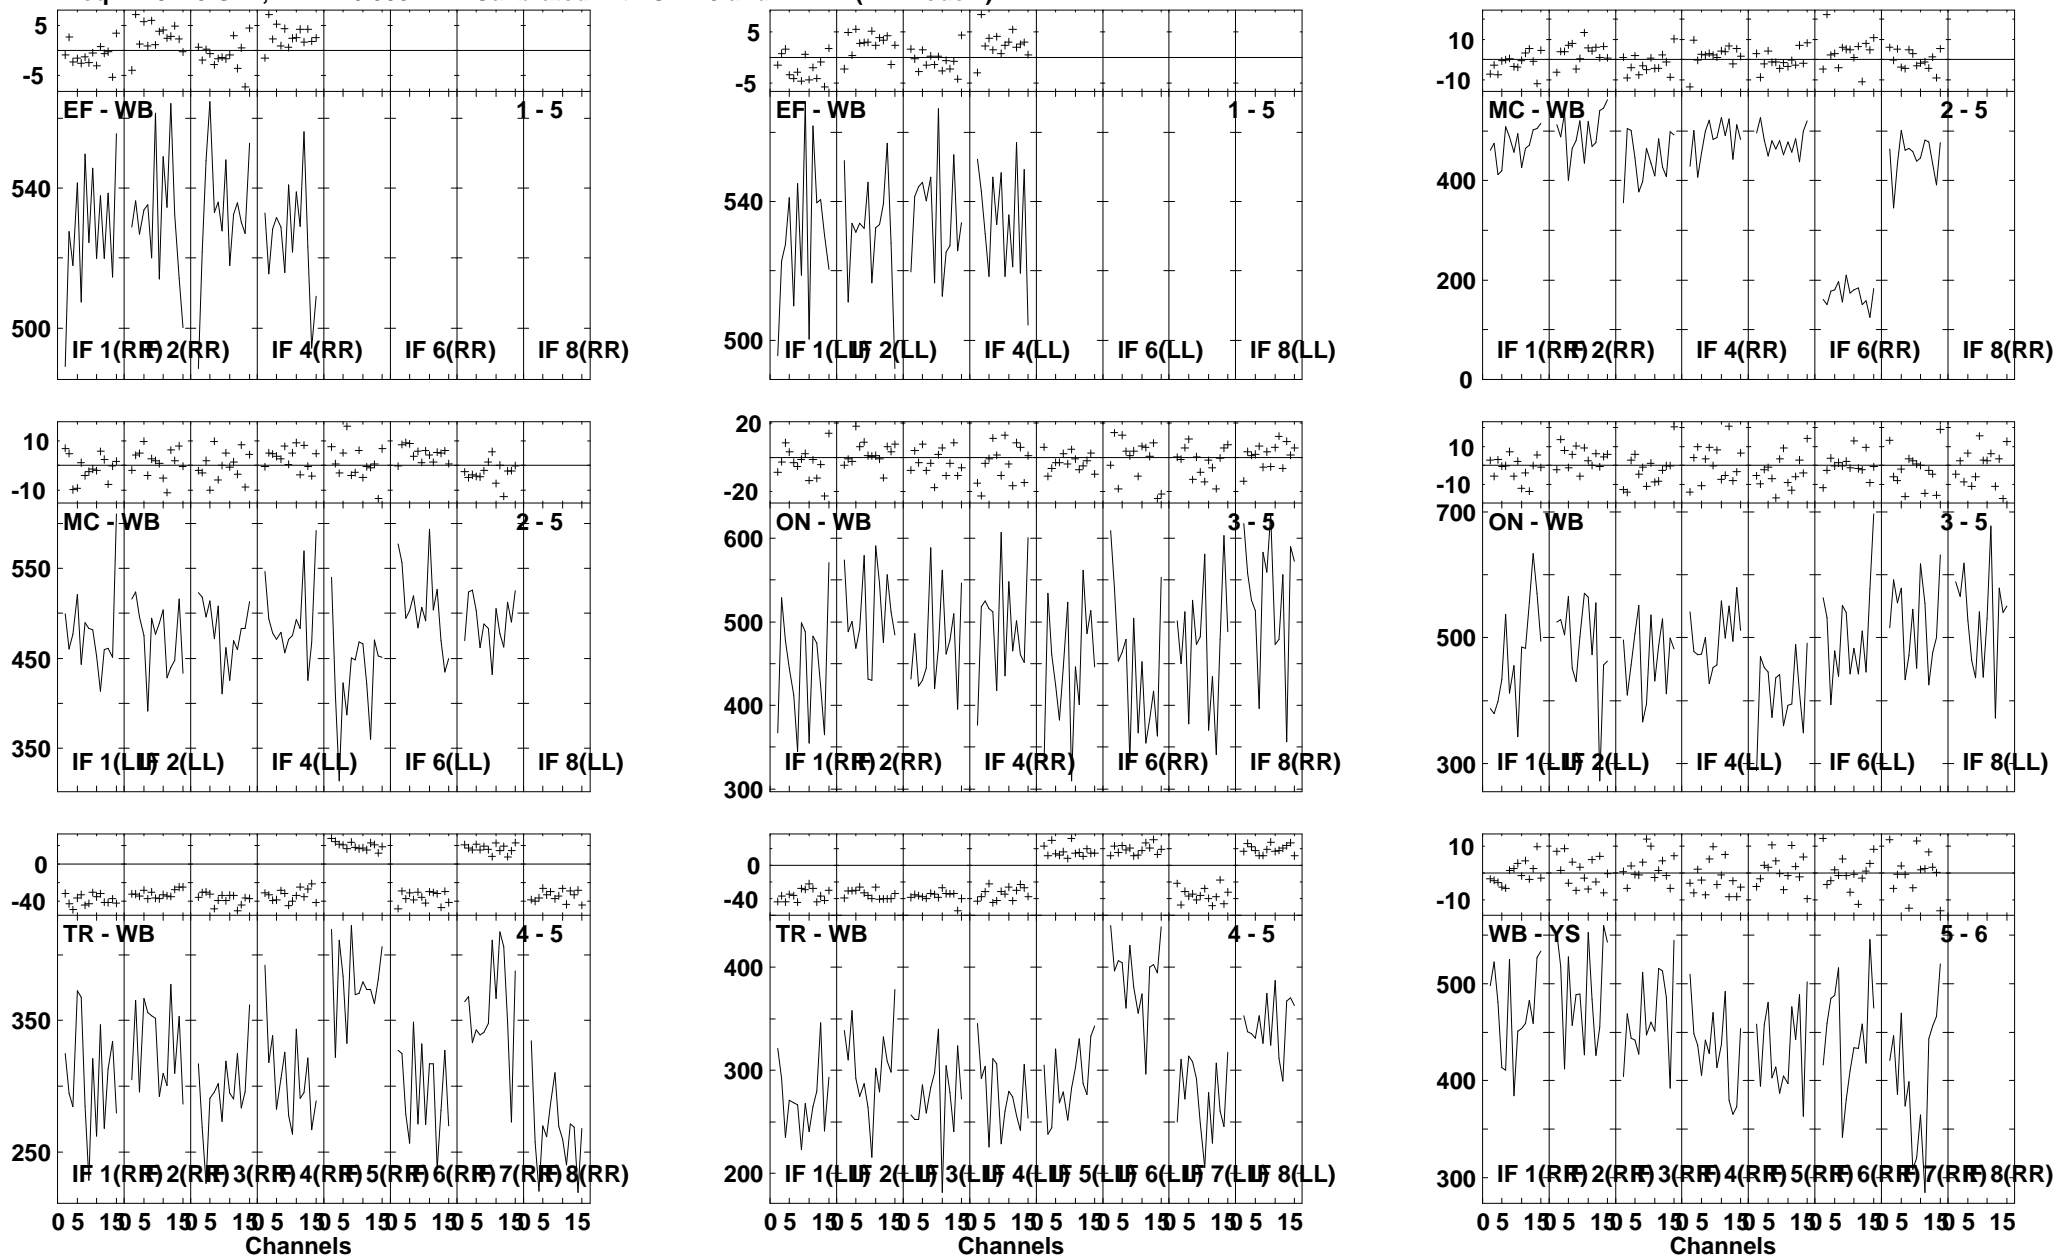 5
-5
EF - WB
1 - 5
540
500
IF 1(RR)
IF 2(RR)
IF 4(RR)
IF 6(RR)
IF 8(RR)
5
-5
EF - WB
1 - 5
540
500
IF 1(LL)
IF 2(LL)
IF 4(LL)
IF 6(LL)
IF 8(LL)
10
-10
MC - WB
2 - 5
400
200
0
IF 1(RR)
IF 2(RR)
IF 4(RR)
IF 6(RR)
IF 8(RR)
10
-10
MC - WB
2 - 5
550
450
350
IF 1(LL)
IF 2(LL)
IF 4(LL)
IF 6(LL)
IF 8(LL)
20
-20
ON - WB
3 - 5
600
500
400
300
IF 1(RR)
IF 2(RR)
IF 4(RR)
IF 6(RR)
IF 8(RR)
10
-10
ON - WB
3 - 5
700
500
300
IF 1(LL)
IF 2(LL)
IF 4(LL)
IF 6(LL)
IF 8(LL)
0
-40
TR - WB
4 - 5
350
250
IF 1(RR)
IF 2(RR)
IF 3(RR)
IF 4(RR)
IF 5(RR)
IF 6(RR)
IF 7(RR)
IF 8(RR)
0 5 15 0 5 15 0 5 15 0 5 15 0 5 15 0 5 15 0 5 15 0 5 15
Channels
0
-40
TR - WB
4 - 5
400
300
200
IF 1(LL)
IF 2(LL)
IF 3(LL)
IF 4(LL)
IF 5(LL)
IF 6(LL)
IF 7(LL)
IF 8(LL)
0 5 15 0 5 15 0 5 15 0 5 15 0 5 15 0 5 15 0 5 15 0 5 15
Channels
10
-10
WB - YS
5 - 6
500
400
300
IF 1(RR)
IF 2(RR)
IF 3(RR)
IF 4(RR)
IF 5(RR)
IF 6(RR)
IF 7(RR)
IF 8(RR)
0 5 15 0 5 15 0 5 15 0 5 15 0 5 15 0 5 15 0 5 15 0 5 15
Channels